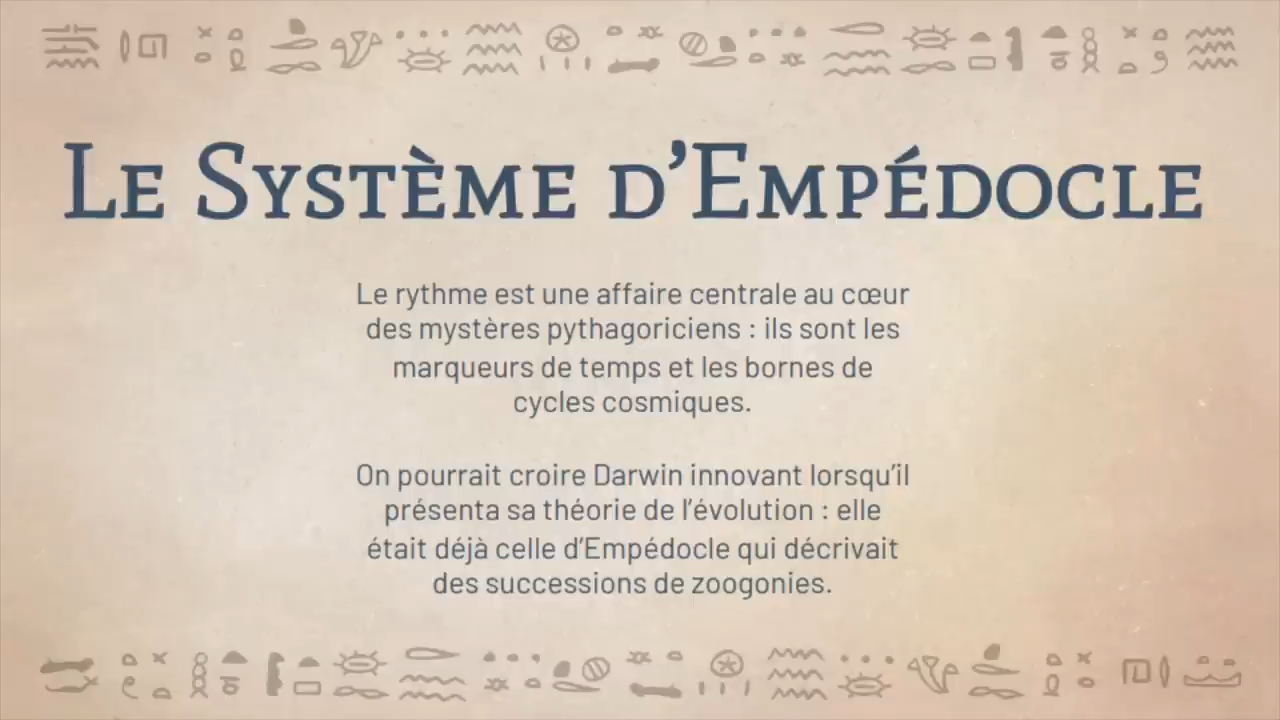 Le Système d’Empédocle
Le rythme est une affaire centrale au cœur
des mystères pythagoriciens : ils sont les
marqueurs de temps et les bornes de
cycles cosmiques.
On pourrait croire Darwin innovant lorsqu’il
présenta sa théorie de l’évolution : elle
était déjà celle d’Empédocle qui décrivait
des successions de zoogonies.